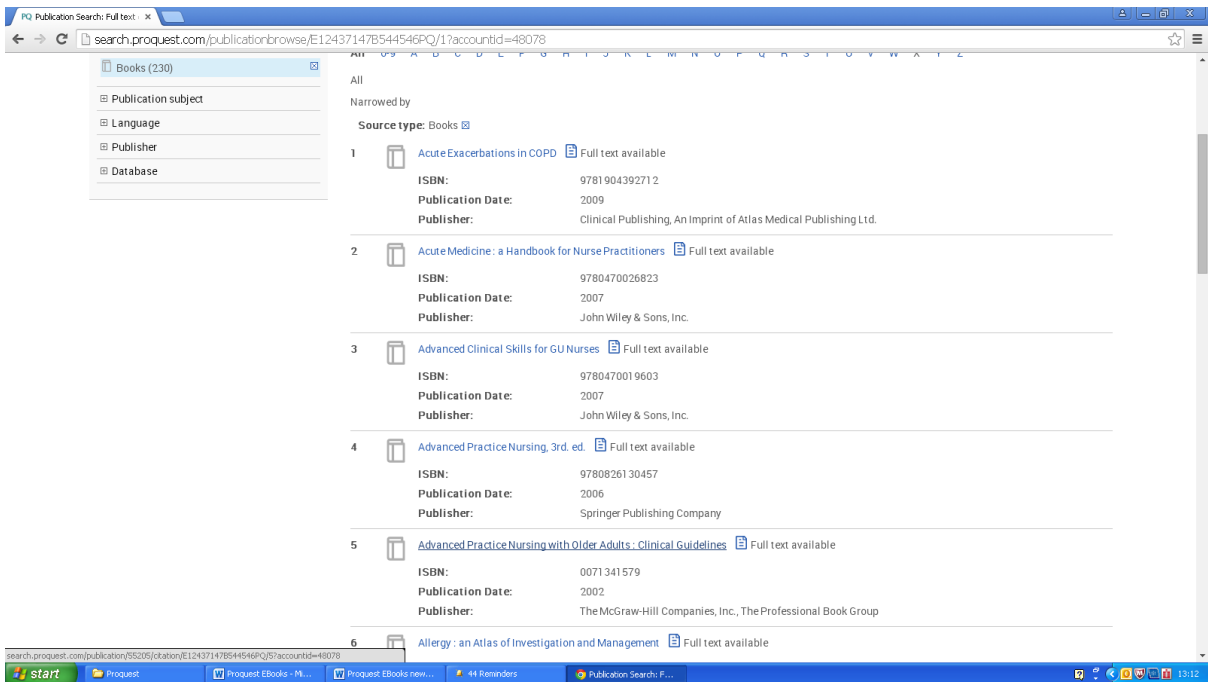 PQ Publication Search: Full text
search.proquest.com/publicationbrowse/E12437147B544546PQ/1?accountid=48078
All 0-9 A B C D E F G H I J K L M N O P Q R S T U V W X Y Z
Books (230)
All
Publication subject
Narrowed by
Language
Source type: Books
Publisher
Database
1 Acute Exacerbations in COPD Full text available
ISBN: 9781904392712
Publication Date: 2009
Publisher: Clinical Publishing, An Imprint of Atlas Medical Publishing Ltd.
2 Acute Medicine : a Handbook for Nurse Practitioners Full text available
ISBN: 9780470026823
Publication Date: 2007
Publisher: John Wiley & Sons, Inc.
3 Advanced Clinical Skills for GU Nurses Full text available
ISBN: 9780470019603
Publication Date: 2007
Publisher: John Wiley & Sons, Inc.
4 Advanced Practice Nursing, 3rd. ed. Full text available
ISBN: 9780826130457
Publication Date: 2006
Publisher: Springer Publishing Company
5 Advanced Practice Nursing with Older Adults : Clinical Guidelines Full text available
ISBN: 0071341579
Publication Date: 2002
Publisher: The McGraw-Hill Companies, Inc., The Professional Book Group
6 Allergy : an Atlas of Investigation and Management Full text available
search.proquest.com/publication/55205/citation/E12437147B544546PQ/5?accountid=48078
start Proquest Proquest EBooks - Mi... Proquest EBooks new... 44 Reminders Publication Search: F... 13:12